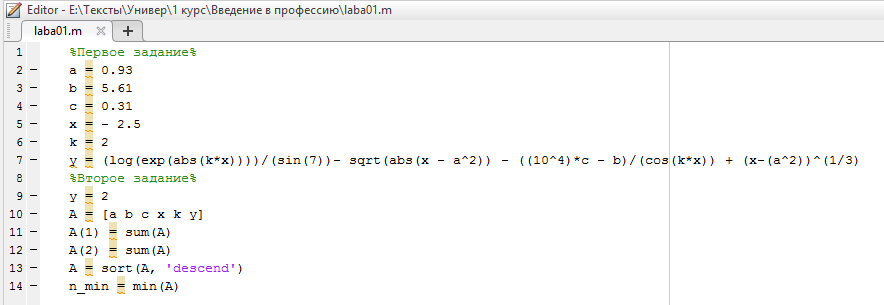 Editor - E:\Тексты\Универ\1 курс\Введение в профессию\laba01.m
laba01.m
1 %Первое задание%
2 – a = 0.93
3 – b = 5.61
4 – c = 0.31
5 – x = - 2.5
6 – k = 2
7 – y = (log(exp(abs(k*x))))/(sin(7))- sqrt(abs(x - a^2)) - ((10^4)*c - b)/(cos(k*x)) + (x-(a^2))^(1/3)
8 %Второе задание%
9 – y = 2
10 – A = [a b c x k y]
11 – A(1) = sum(A)
12 – A(2) = sum(A)
13 – A = sort(A, 'descend')
14 – n_min = min(A)